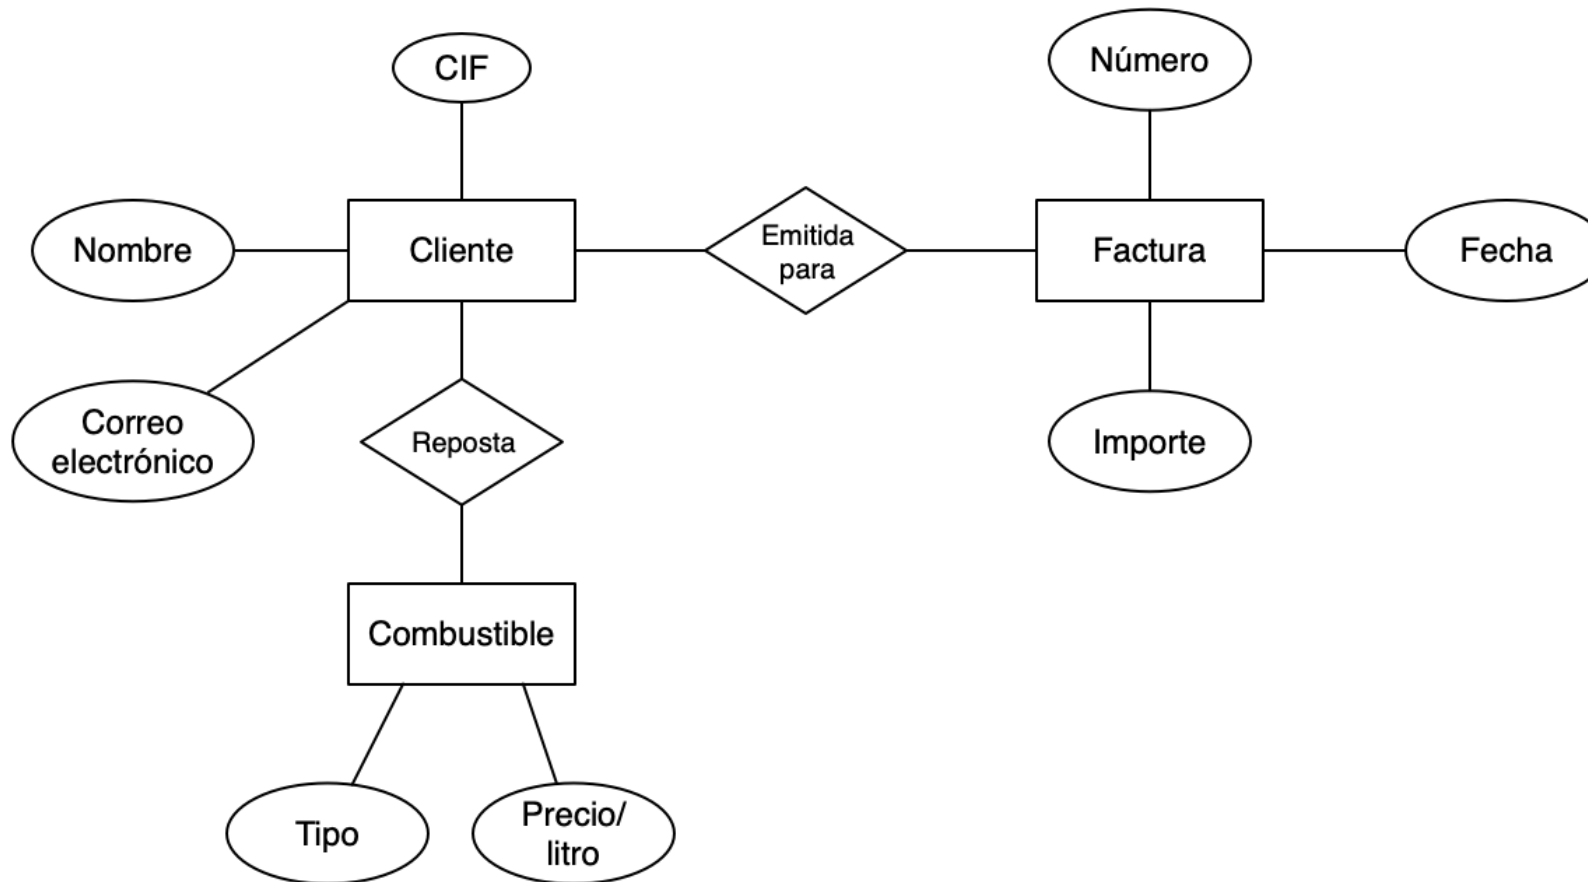 CIF
Número
Nombre
Cliente
Emitida
para
Factura
Fecha
Correo
electrónico
Reposta
Importe
Combustible
Tipo
Precio/
litro